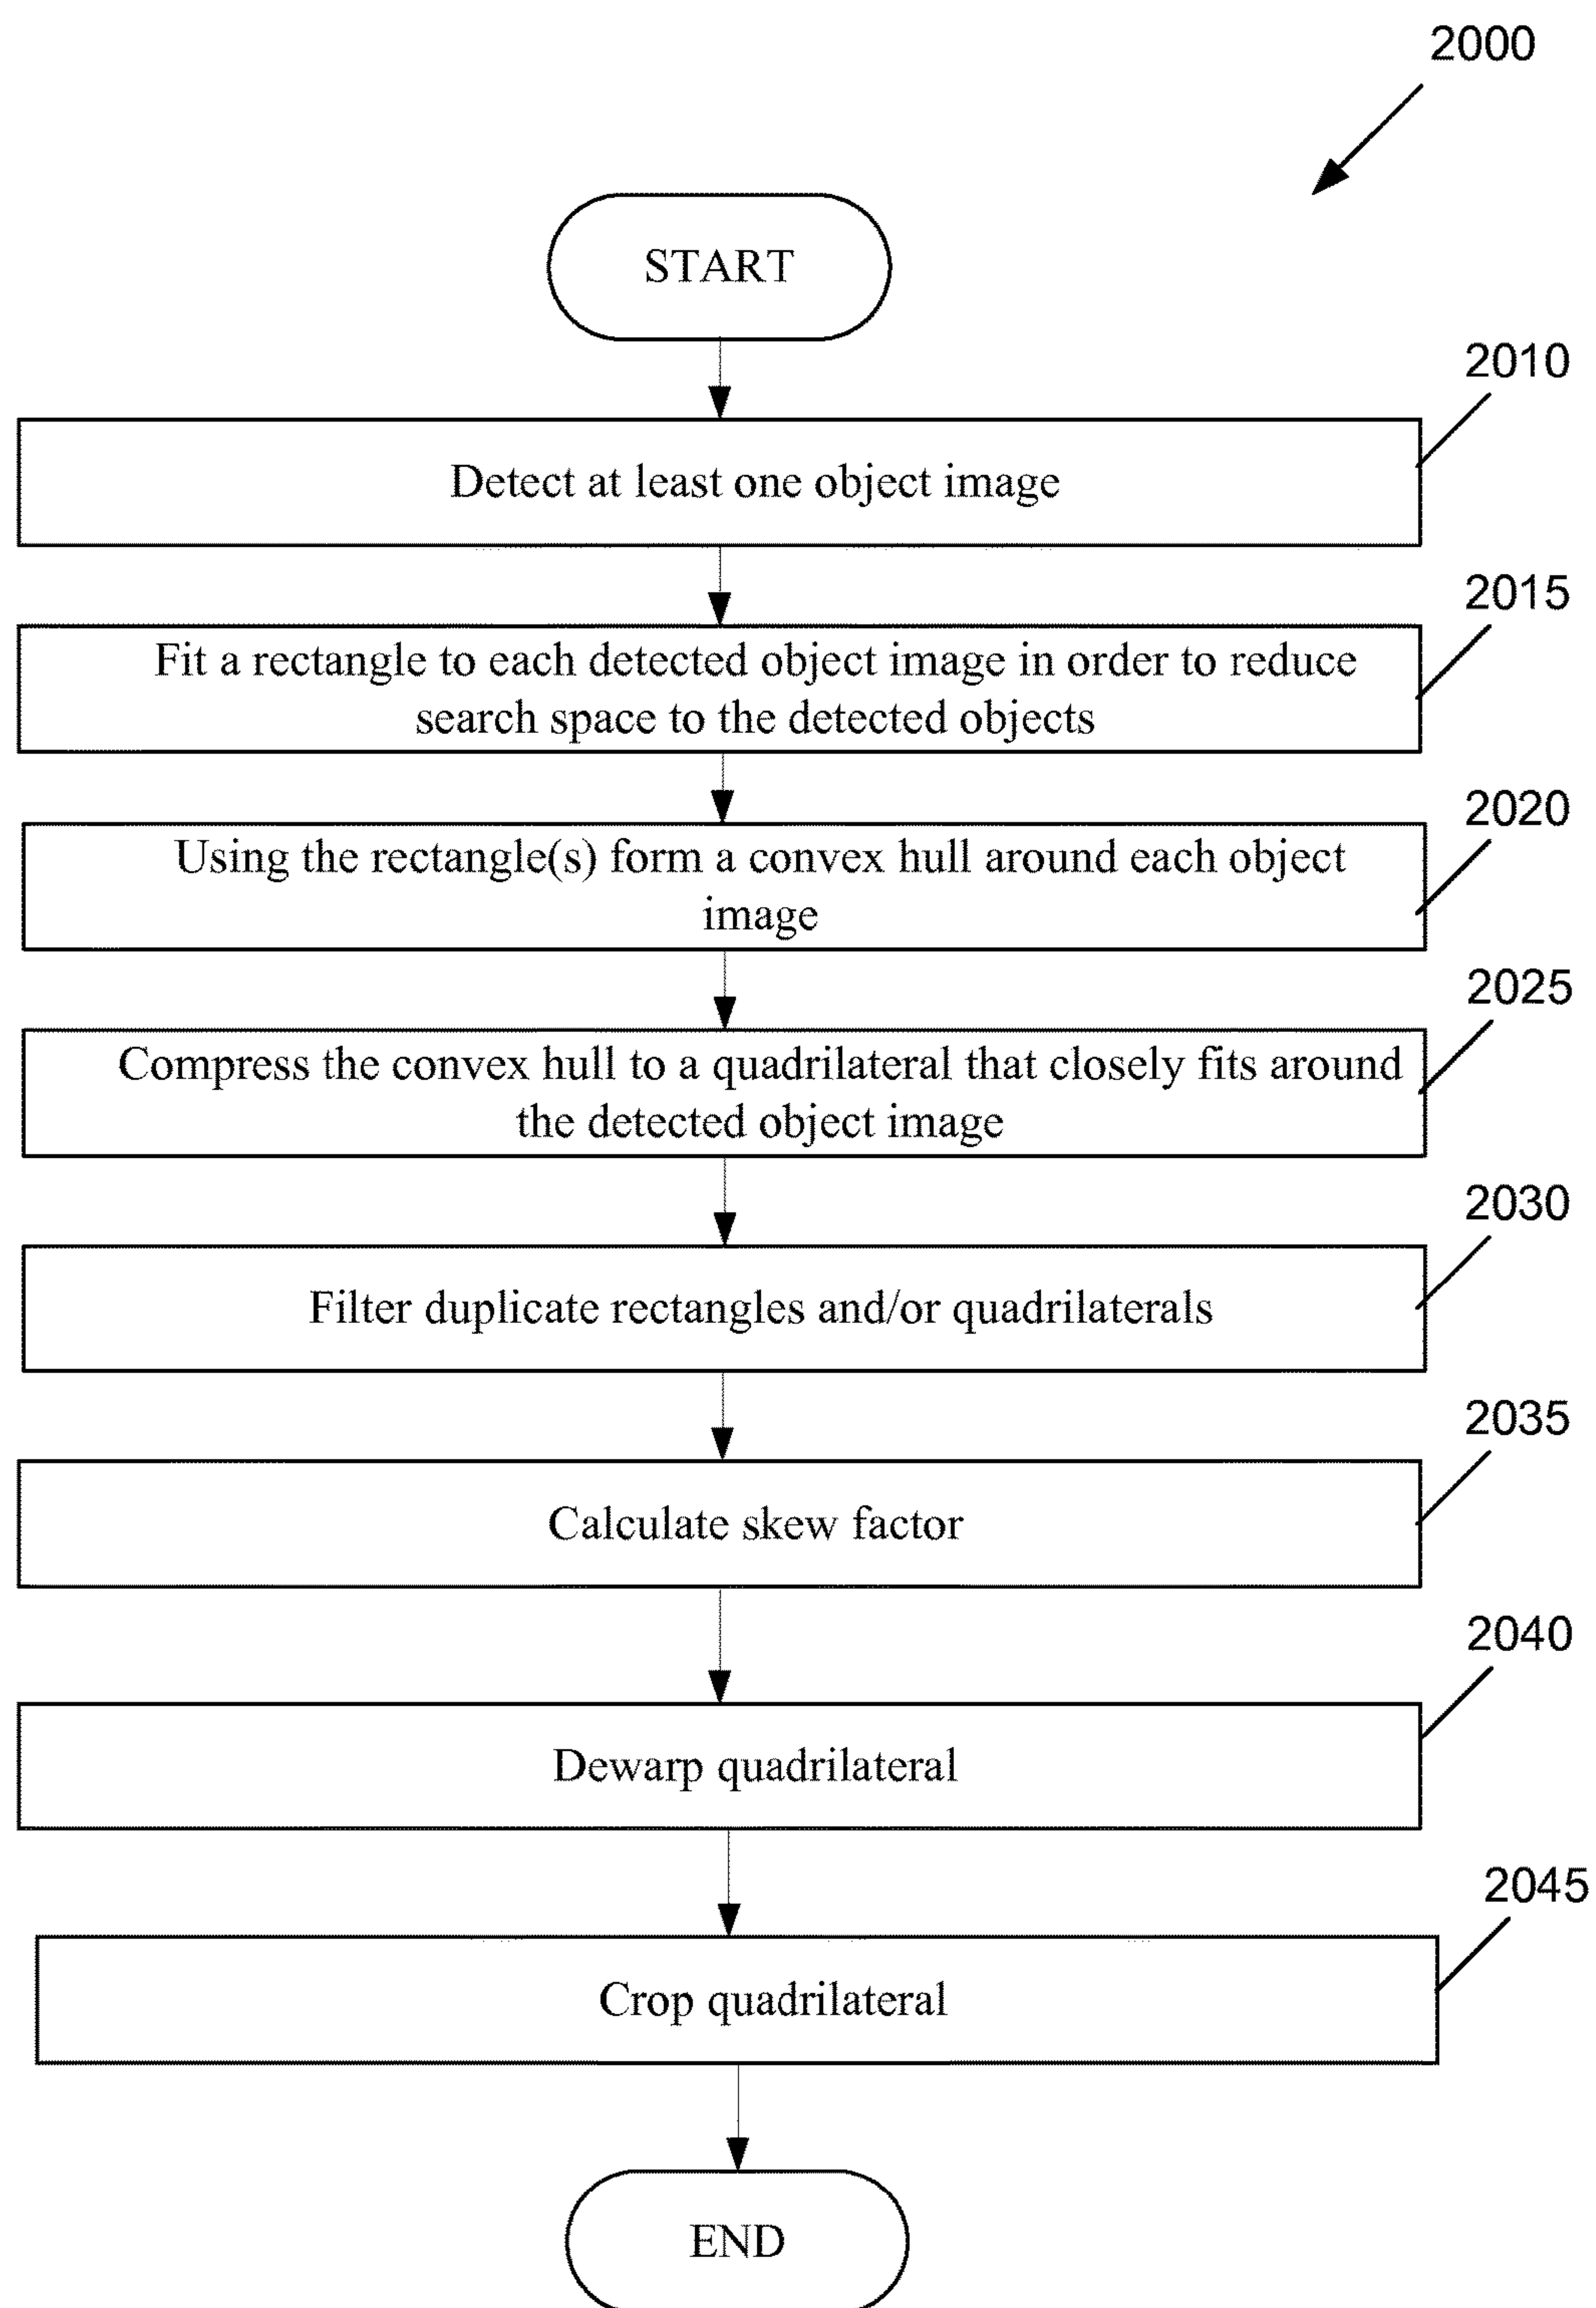 2000
START
2010
Detect at least one object image
2015
Fit a rectangle to each detected object image in order to reduce
search space to the detected objects
2020
Using the rectangle(s) form a convex hull around each object
image
2025
Compress the convex hull to a quadrilateral that closely fits around
the detected object image
2030
Filter duplicate rectangles and/or quadrilaterals
2035
Calculate skew factor
2040
Dewarp quadrilateral
2045
Crop quadrilateral
END